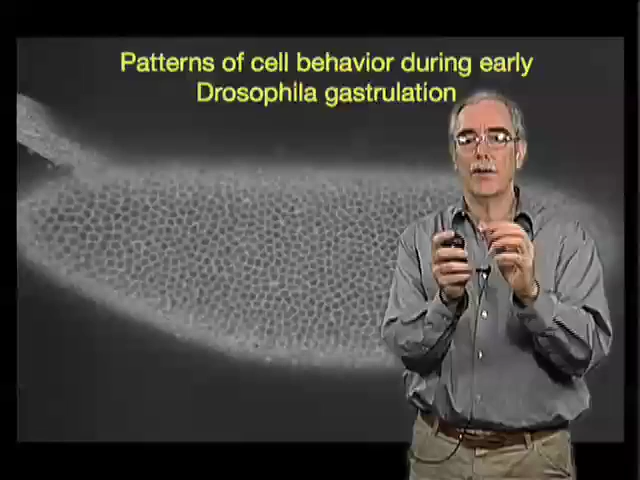 Patterns of cell behavior during early
Drosophila gastrulation